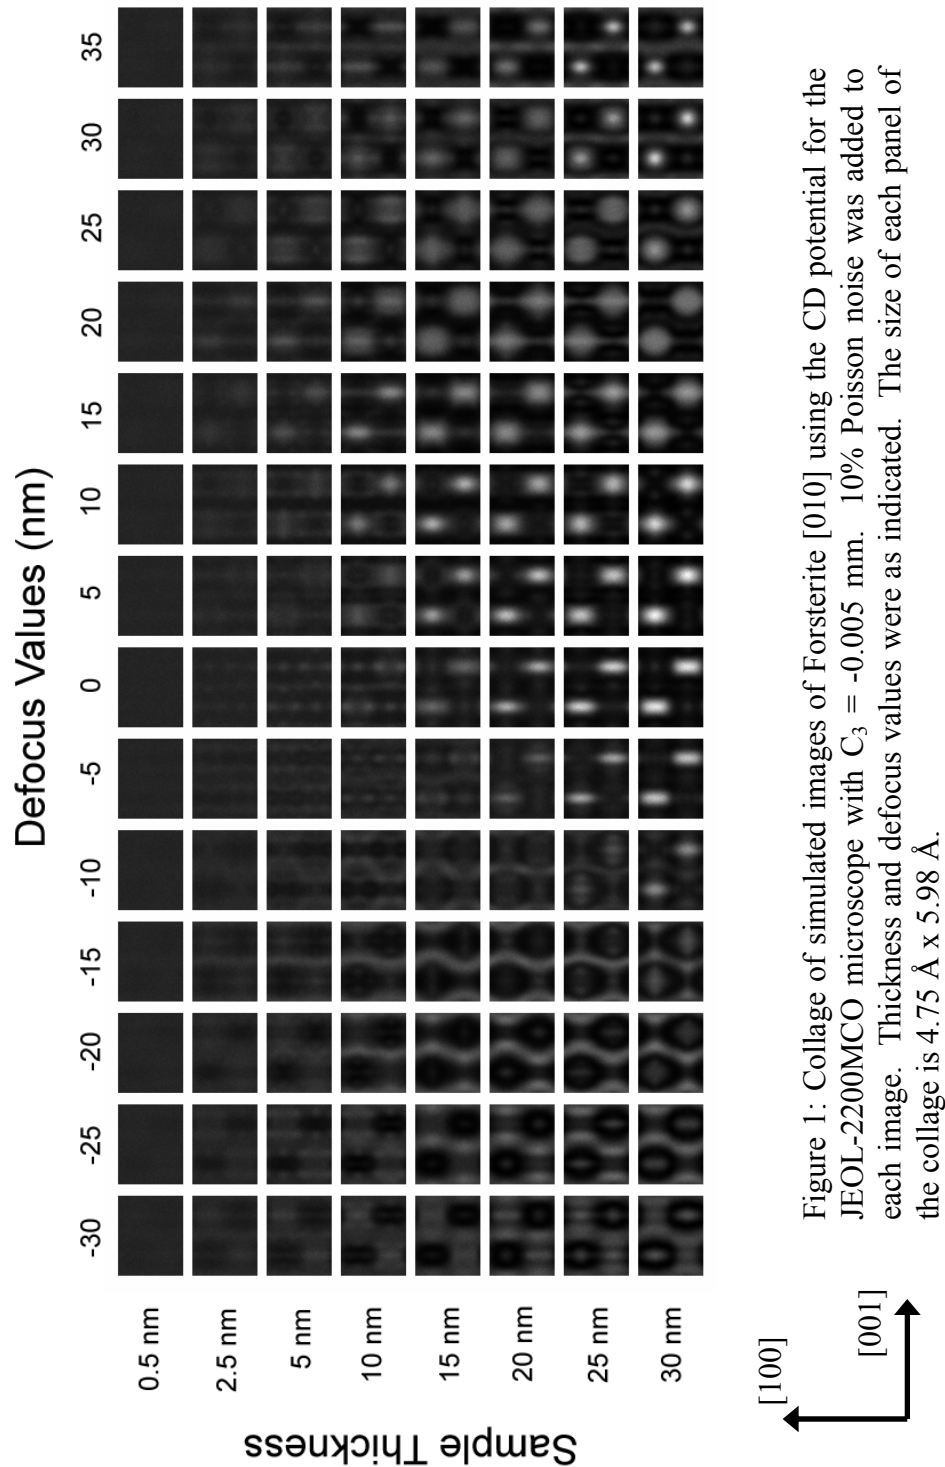 Defocus Values (nm)
-30 -25 -20 -15 -10 -5 0 5 10 15 20 25 30 35
Sample Thickness
0.5 nm
2.5 nm
5 nm
10 nm
15 nm
20 nm
25 nm
30 nm
[100]
[001]
Figure 1: Collage of simulated images of Forsterite [010] using the CD potential for the
JEOL-2200MCO microscope with C₃ = -0.005 mm. 10% Poisson noise was added to
each image. Thickness and defocus values were as indicated. The size of each panel of
the collage is 4.75 Å x 5.98 Å.